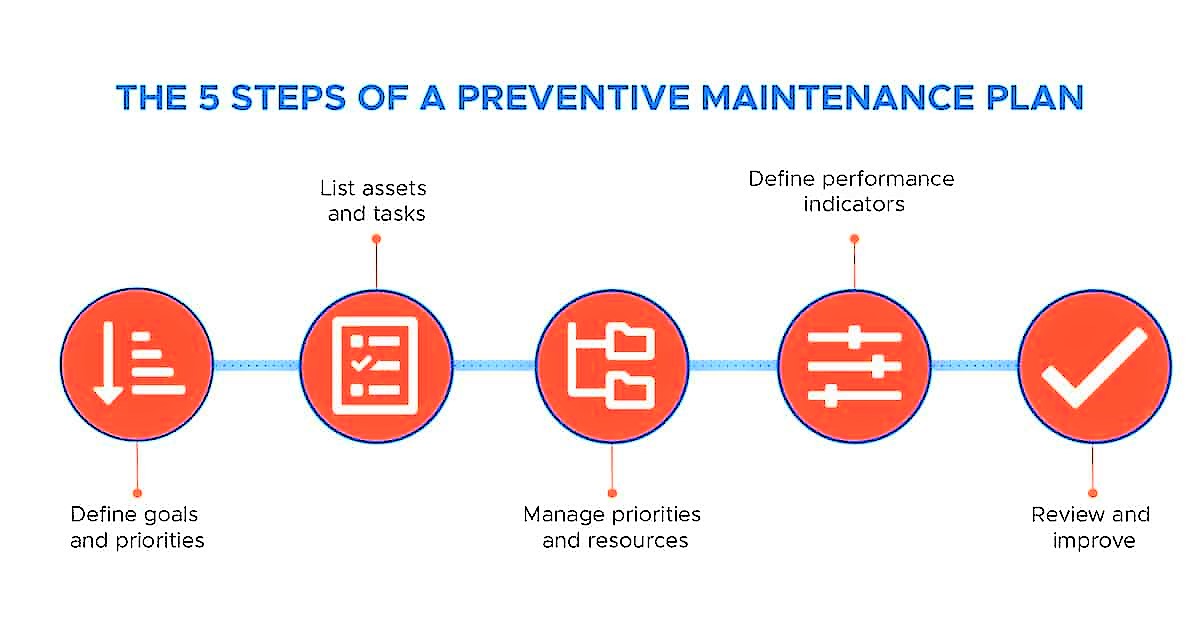 THE 5 STEPS OF A PREVENTIVE MAINTENANCE PLAN
Define goals
and priorities
List assets
and tasks
Manage priorities
and resources
Define performance
indicators
Review and
improve